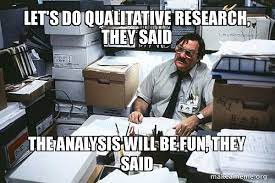 LET'S DO QUALITATIVE RESEARCH,
THEY SAID
THE ANALYSIS WILL BE FUN, THEY
SAID
makeameme.org